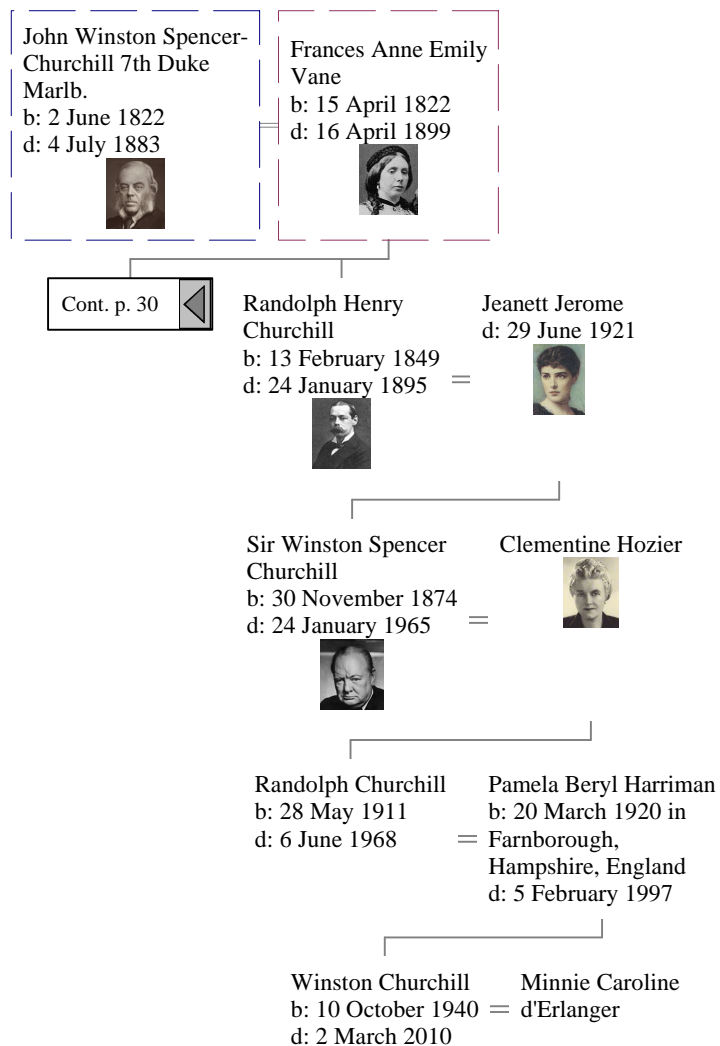 John Winston Spencer-
Churchill 7th Duke
Marlb.
b: 2 June 1822
d: 4 July 1883
=
Frances Anne Emily
Vane
b: 15 April 1822
d: 16 April 1899
Cont. p. 30
Randolph Henry
Churchill
b: 13 February 1849
d: 24 January 1895
=
Jeanett Jerome
d: 29 June 1921
Sir Winston Spencer
Churchill
b: 30 November 1874
d: 24 January 1965
=
Clementine Hozier
Randolph Churchill
b: 28 May 1911
d: 6 June 1968
=
Pamela Beryl Harriman
b: 20 March 1920 in
Farnborough,
Hampshire, England
d: 5 February 1997
Winston Churchill
b: 10 October 1940
d: 2 March 2010
=
Minnie Caroline
d'Erlanger